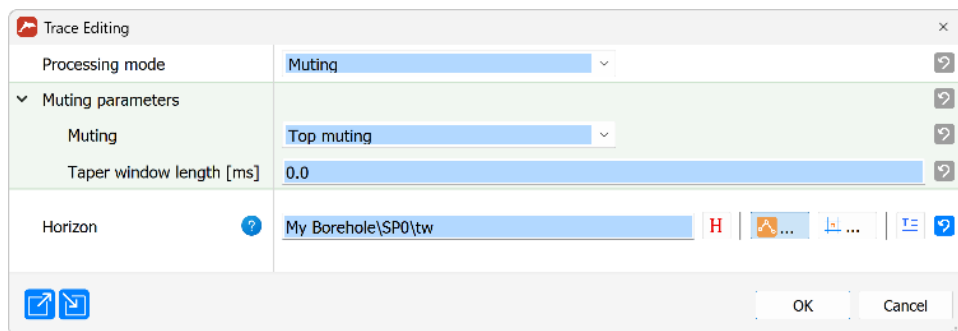 Trace Editing
Processing mode Muting
Muting parameters
Muting Top muting
Taper window length [ms] 0.0
Horizon ? My Borehole\SP0\tw H ... ... T
OK Cancel